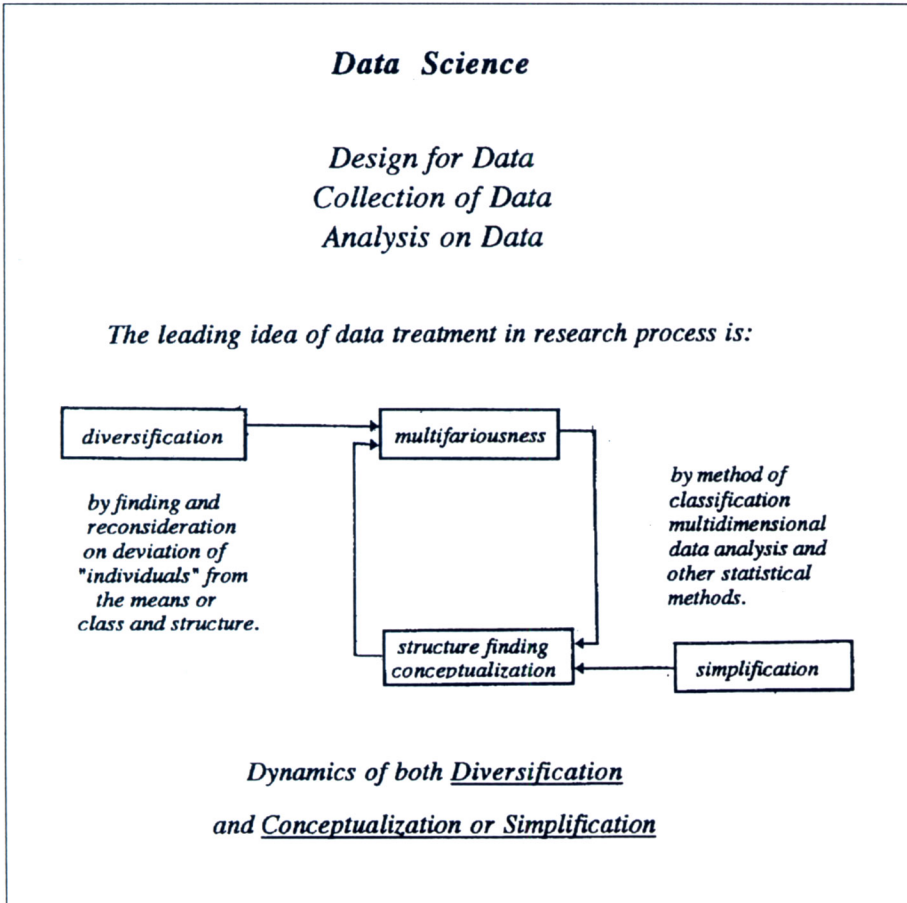 Data Science
Design for Data
Collection of Data
Analysis on Data
The leading idea of data treatment in research process is:
diversification
multifariousness
by finding and
reconsideration
on deviation of
"individuals" from
the means or
class and structure.
by method of
classification
multidimensional
data analysis and
other statistical
methods.
structure finding
conceptualization
simplification
Dynamics of both Diversification
and Conceptualization or Simplification